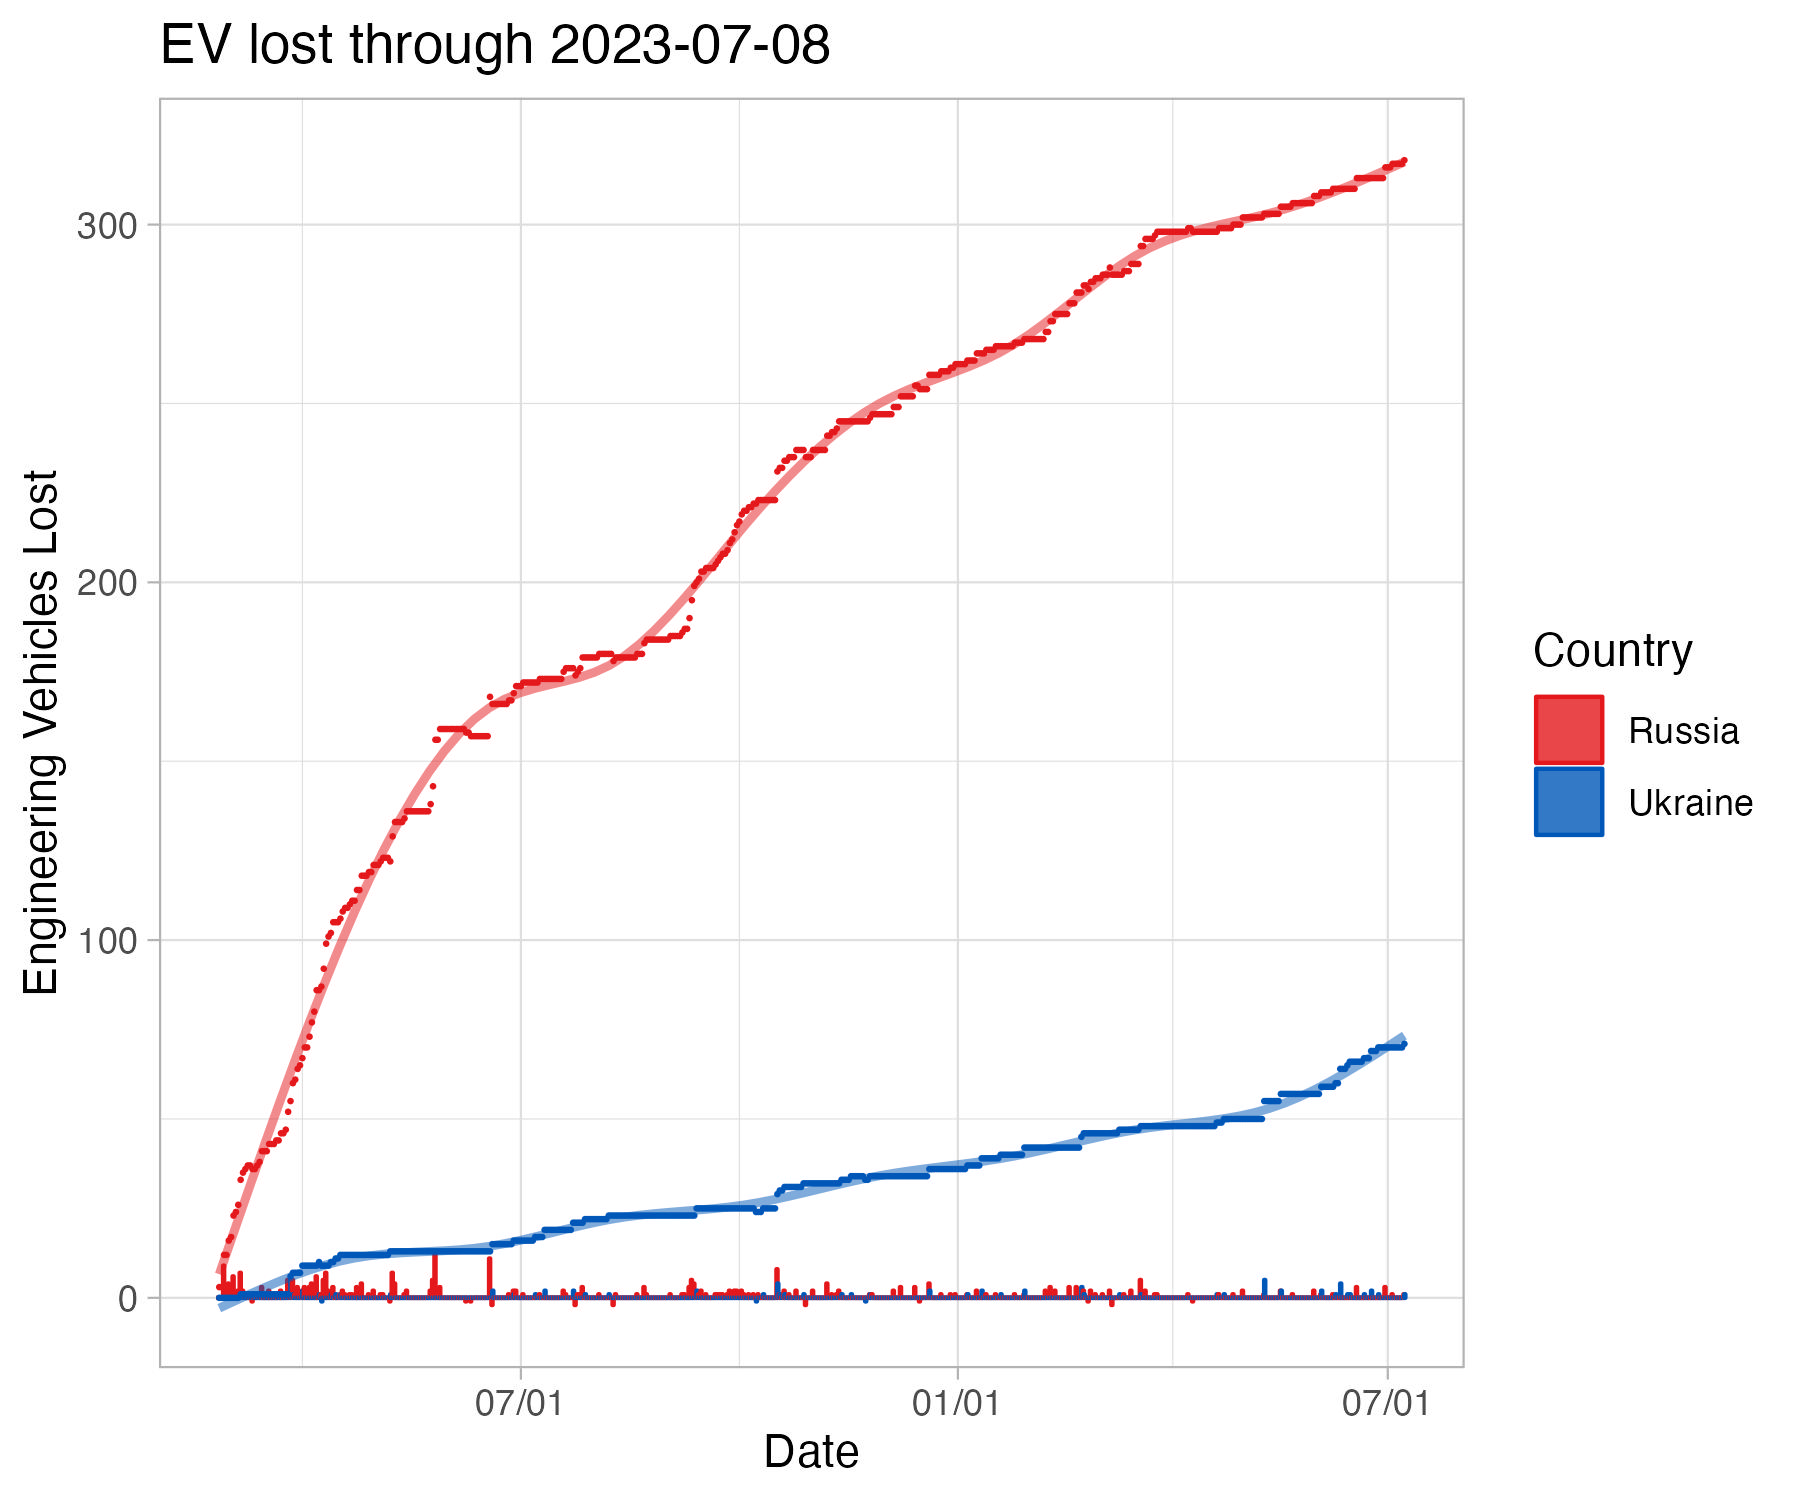 EV lost through 2023-07-08
Engineering Vehicles Lost
300
200
100
0
07/01
01/01
07/01
Date
Country
Russia
Ukraine